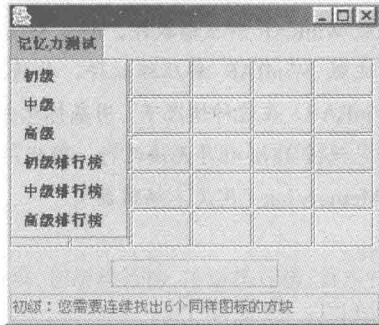 记忆力测试
初级
中级
高级
初级排行榜
中级排行榜
高级排行榜
初级：您需要连续找出6个同样图标的方块